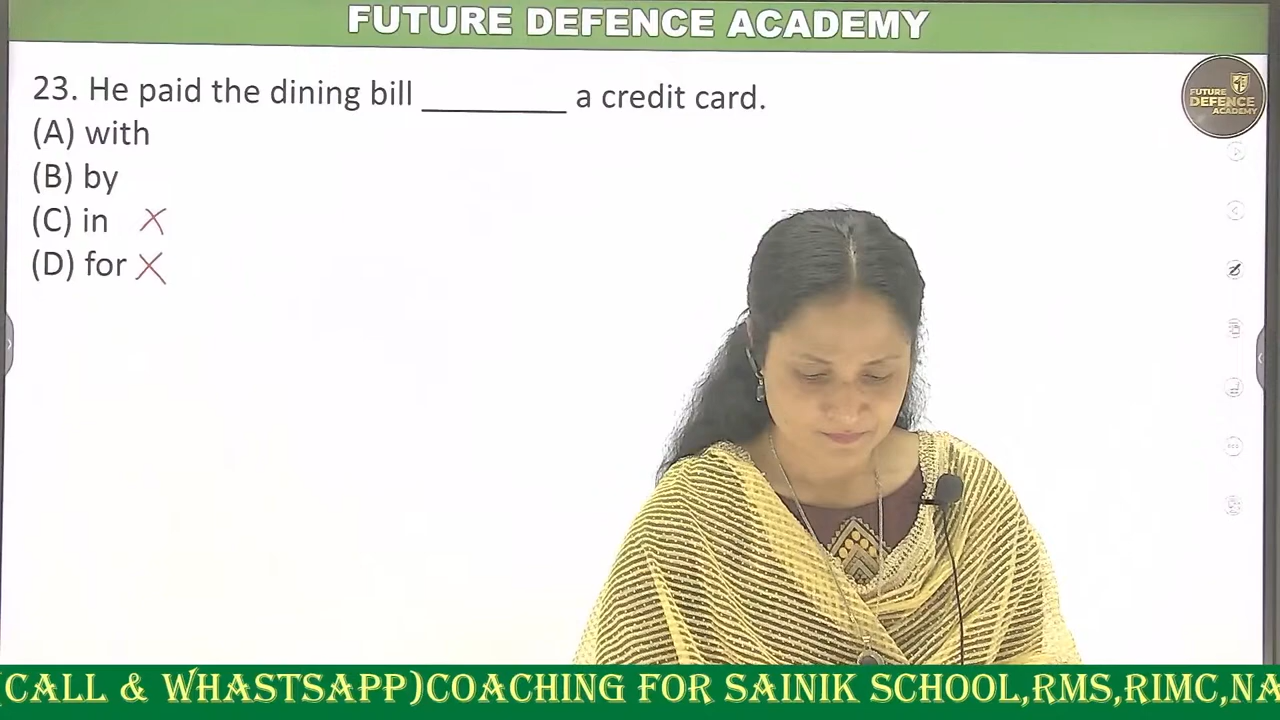 FUTURE DEFENCE ACADEMY
23. He paid the dining bill ________ a credit card.
(A) with
(B) by
(C) in X
(D) for X
FUTURE
DEFENCE
ACADEMY
(CALL & WHASTSAPP)COACHING FOR SAINIK SCHOOL,RMS,RIMC,NA